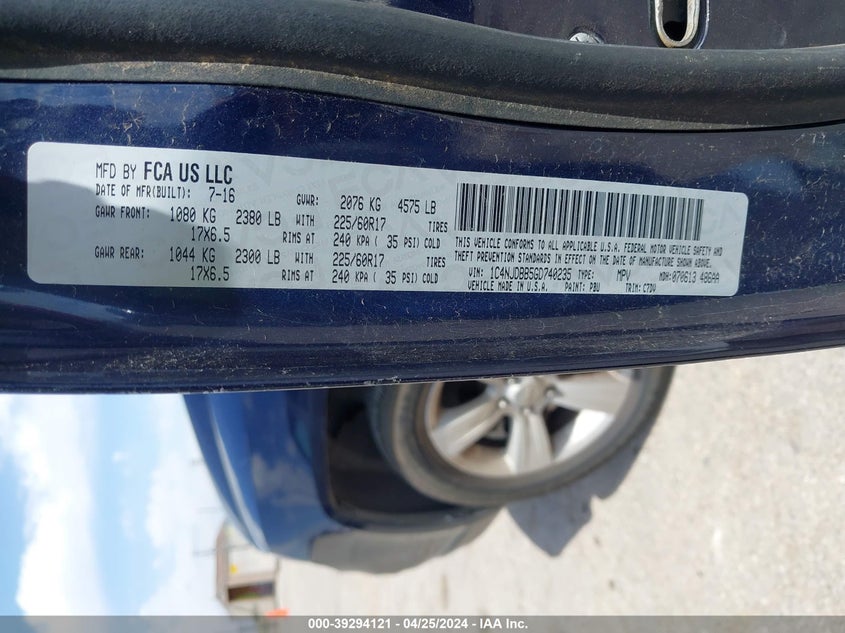 MFD BY FCA US LLC
DATE OF MFR(BUILT): 7-16 GVWR: 2076 KG 4575 LB
GAWR FRONT: 1080 KG 2380 LB WITH 225/60R17 TIRES
17X6.5 RIMS AT 240 KPA ( 35 PSI) COLD
GAWR REAR: 1044 KG 2300 LB WITH 225/60R17 TIRES
17X6.5 RIMS AT 240 KPA ( 35 PSI) COLD
THIS VEHICLE CONFORMS TO ALL APPLICABLE U.S.A. FEDERAL MOTOR VEHICLE SAFETY AND
THEFT PREVENTION STANDARDS IN EFFECT ON THE DATE OF MANUFACTURE SHOWN ABOVE.
VIN: 1C4NJDBB5GD740235 TYPE: MPV MDH: 070613 486AA
VEHICLE MADE IN U.S.A. PAINT: PBU TRIM: C7DV
000-39294121 - 04/25/2024 - IAA Inc.